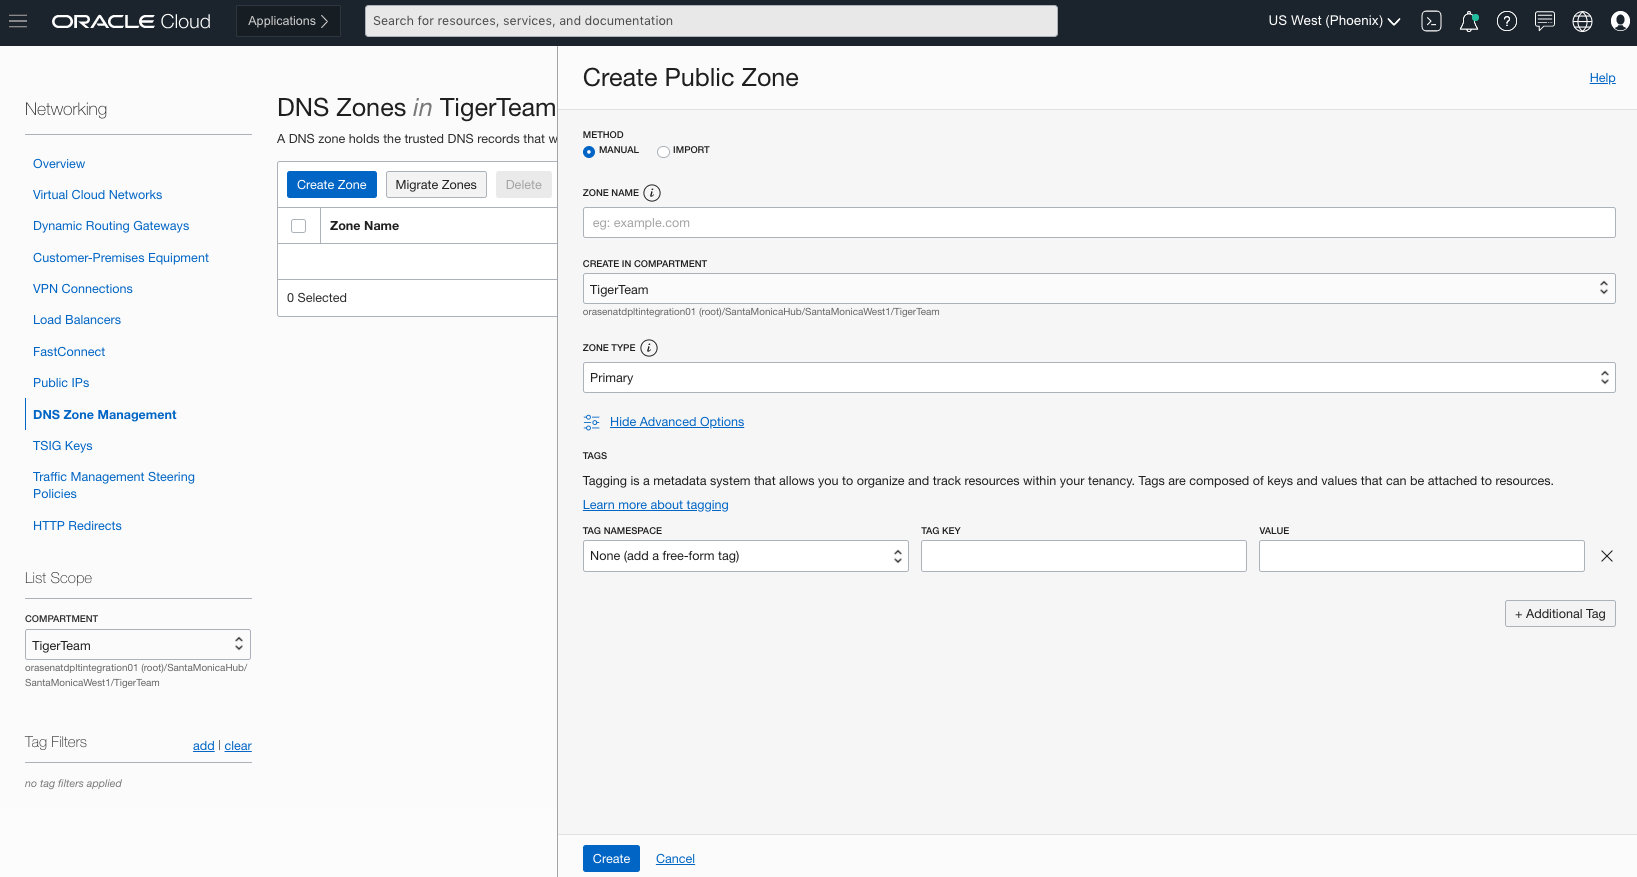 ORACLE Cloud
Applications
Search for resources, services, and documentation
US West (Phoenix)
Networking
Overview
Virtual Cloud Networks
Dynamic Routing Gateways
Customer-Premises Equipment
VPN Connections
Load Balancers
FastConnect
Public IPs
DNS Zone Management
TSIG Keys
Traffic Management Steering
Policies
HTTP Redirects
List Scope
COMPARTMENT
TigerTeam
orasenatdpltintegration01 (root)/SantaMonicaHub/
SantaMonicaWest1/TigerTeam
Tag Filters
add | clear
no tag filters applied
DNS Zones in TigerTeam
A DNS zone holds the trusted DNS records that w
Create Zone
Migrate Zones
Delete
Zone Name
0 Selected
Create Public Zone
Help
METHOD
MANUAL
IMPORT
ZONE NAME i
eg: example.com
CREATE IN COMPARTMENT
TigerTeam
orasenatdpltintegration01 (root)/SantaMonicaHub/SantaMonicaWest1/TigerTeam
ZONE TYPE i
Primary
Hide Advanced Options
TAGS
Tagging is a metadata system that allows you to organize and track resources within your tenancy. Tags are composed of keys and values that can be attached to resources.
Learn more about tagging
TAG NAMESPACE
TAG KEY
VALUE
None (add a free-form tag)
+ Additional Tag
Create
Cancel